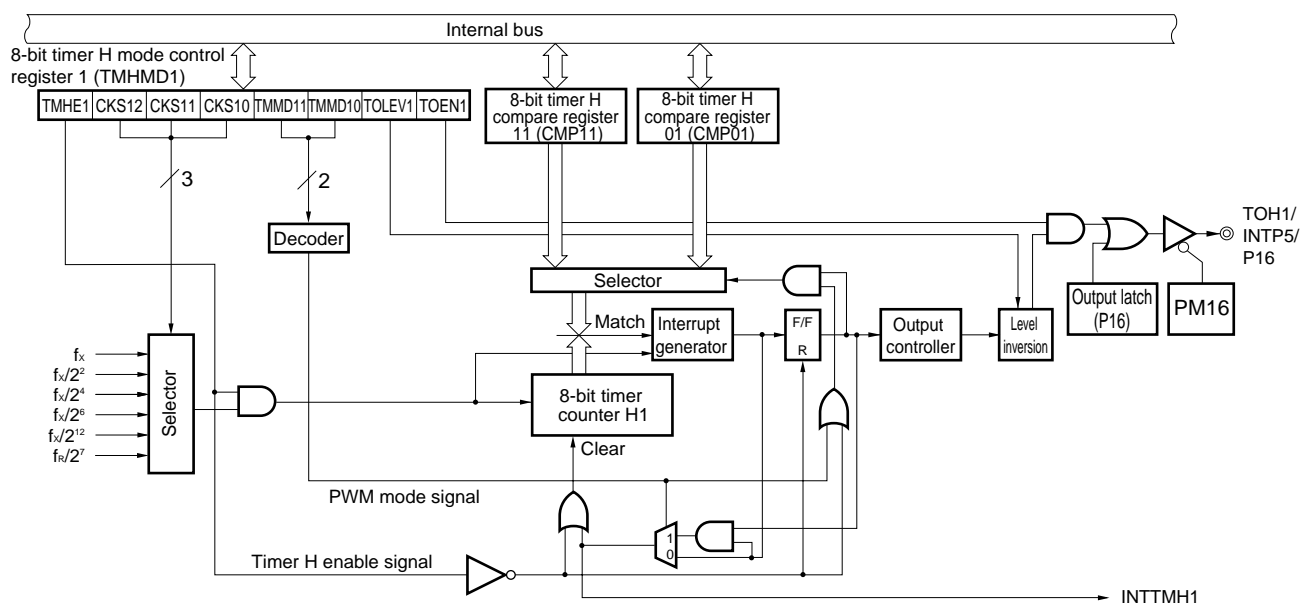 Internal bus
8-bit timer H mode control
register 1 (TMHMD1)
TMHE1 CKS12 CKS11 CKS10 TMMD11 TMMD10 TOLEV1 TOEN1
8-bit timer H
compare register
11 (CMP11)
8-bit timer H
compare register
01 (CMP01)
3
2
Decoder
TOH1/
INTP5/
P16
Selector
Output latch
(P16)
PM16
Match
Interrupt
generator
F/F
R
Output
controller
Level
inversion
fX
fX/2²
fX/2⁴
fX/2⁶
fX/2¹²
fR/2⁷
Selector
8-bit timer
counter H1
Clear
PWM mode signal
1
0
Timer H enable signal
INTTMH1